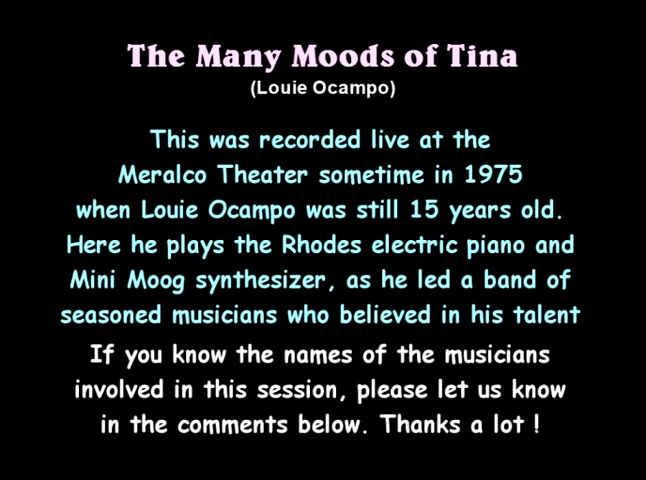 The Many Moods of Tina
(Louie Ocampo)
This was recorded live at the
Meralco Theater sometime in 1975
when Louie Ocampo was still 15 years old.
Here he plays the Rhodes electric piano and
Mini Moog synthesizer, as he led a band of
seasoned musicians who believed in his talent
If you know the names of the musicians
involved in this session, please let us know
in the comments below. Thanks a lot !